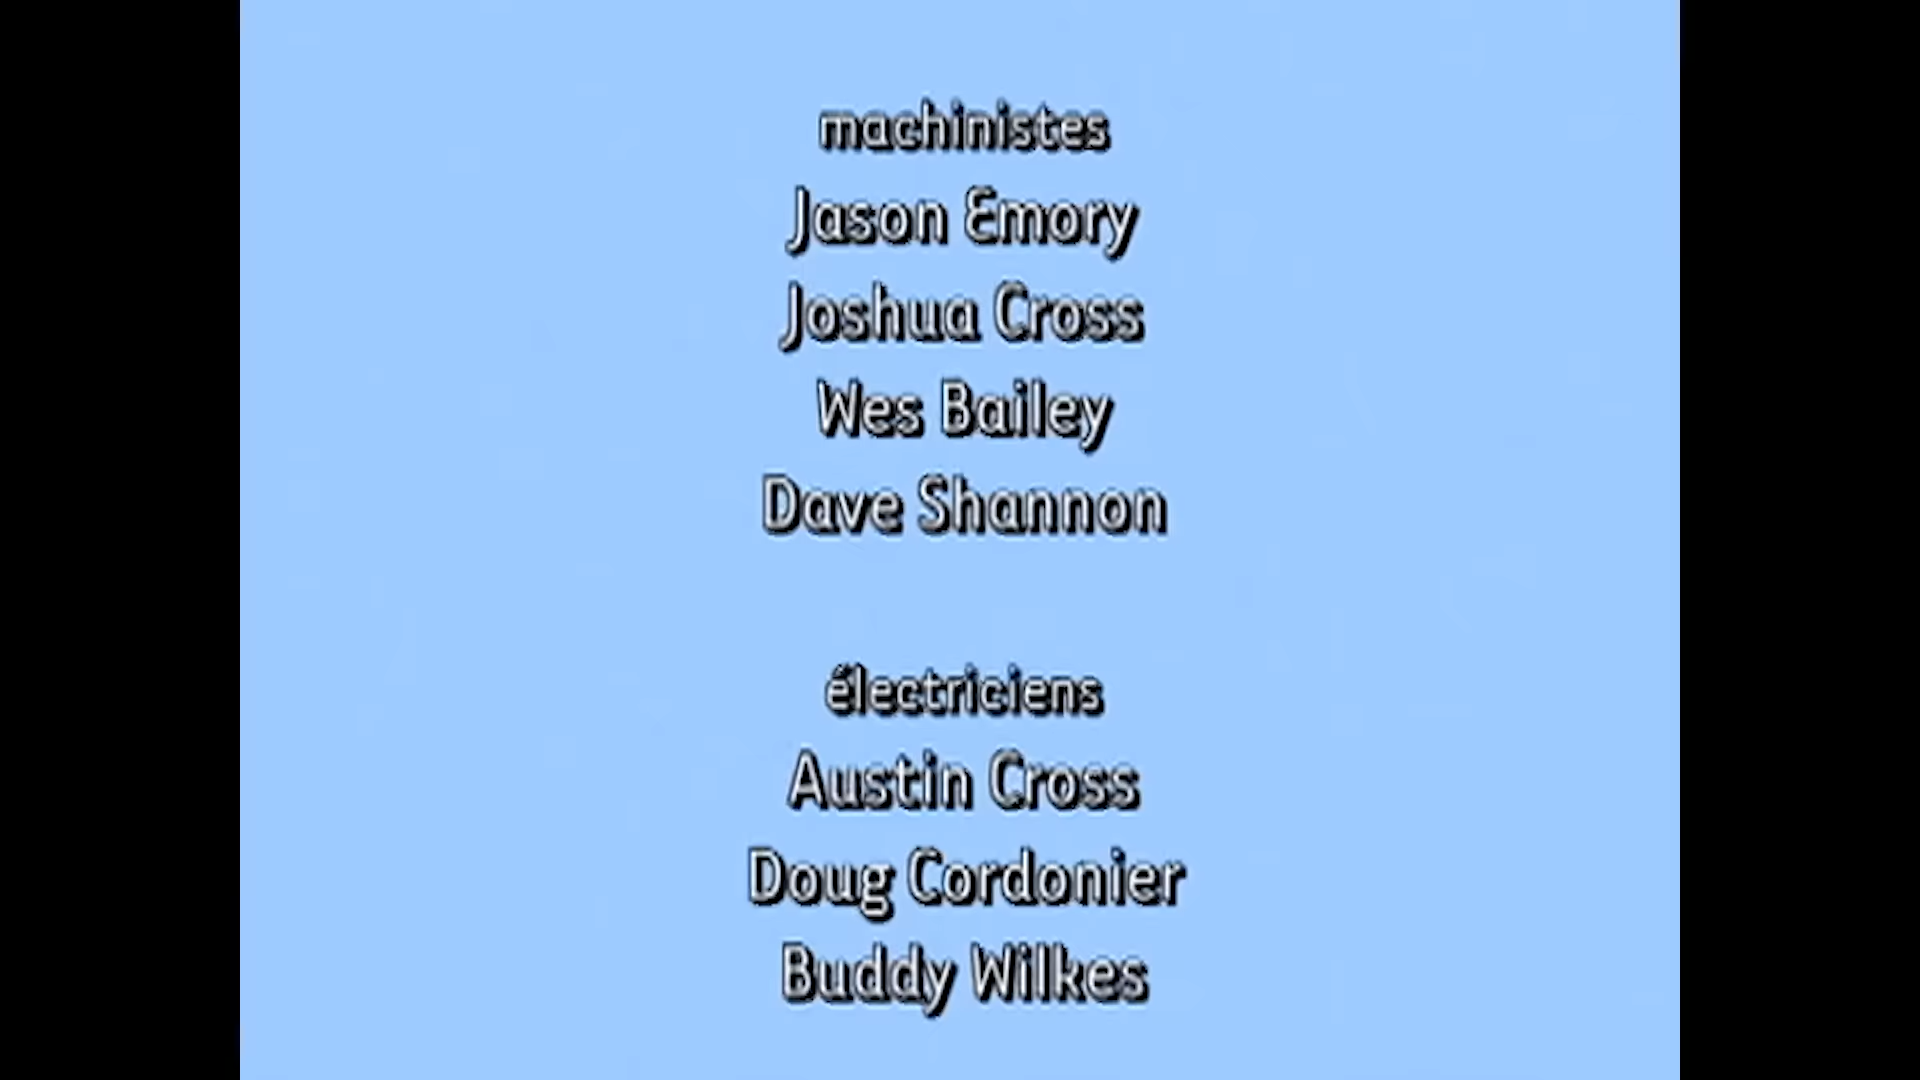 machinistes
Jason Emory
Joshua Cross
Wes Bailey
Dave Shannon
électriciens
Austin Cross
Doug Cordonier
Buddy Wilkes